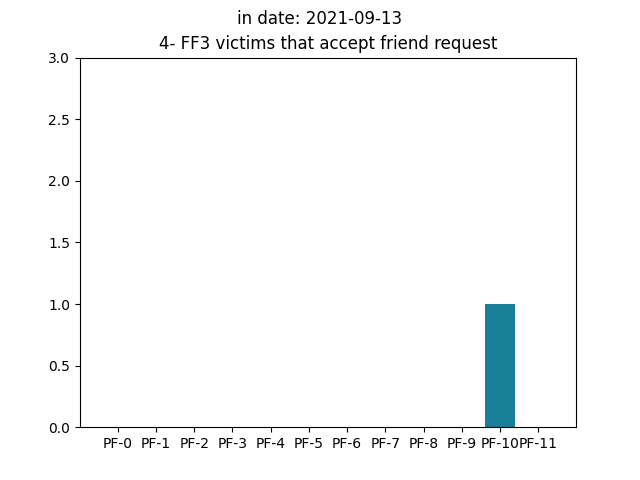 in date: 2021-09-13
4- FF3 victims that accept friend request
3.0
2.5
2.0
1.5
1.0
0.5
0.0
PF-0 PF-1 PF-2 PF-3 PF-4 PF-5 PF-6 PF-7 PF-8 PF-9 PF-10 PF-11